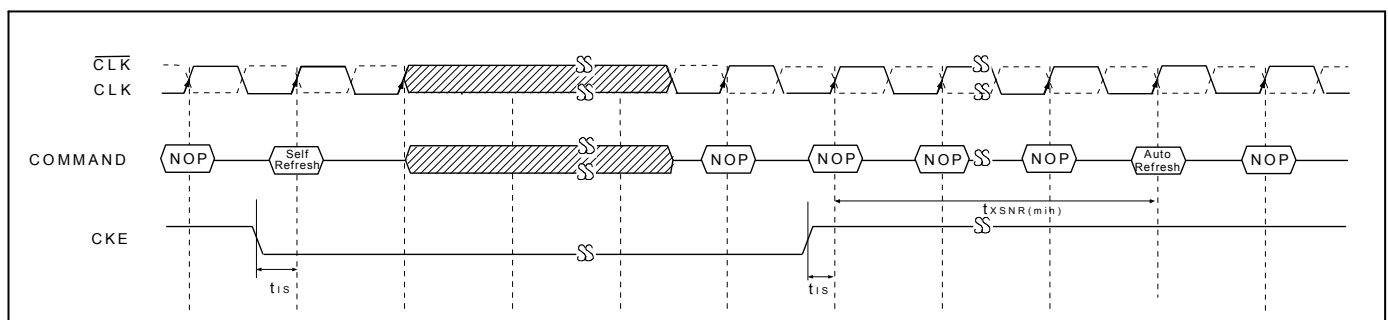 CLK
CLK
COMMAND
NOP
Self
Refresh
NOP
NOP
NOP
NOP
Auto
Refresh
NOP
tXSNR(min)
CKE
tIS
tIS